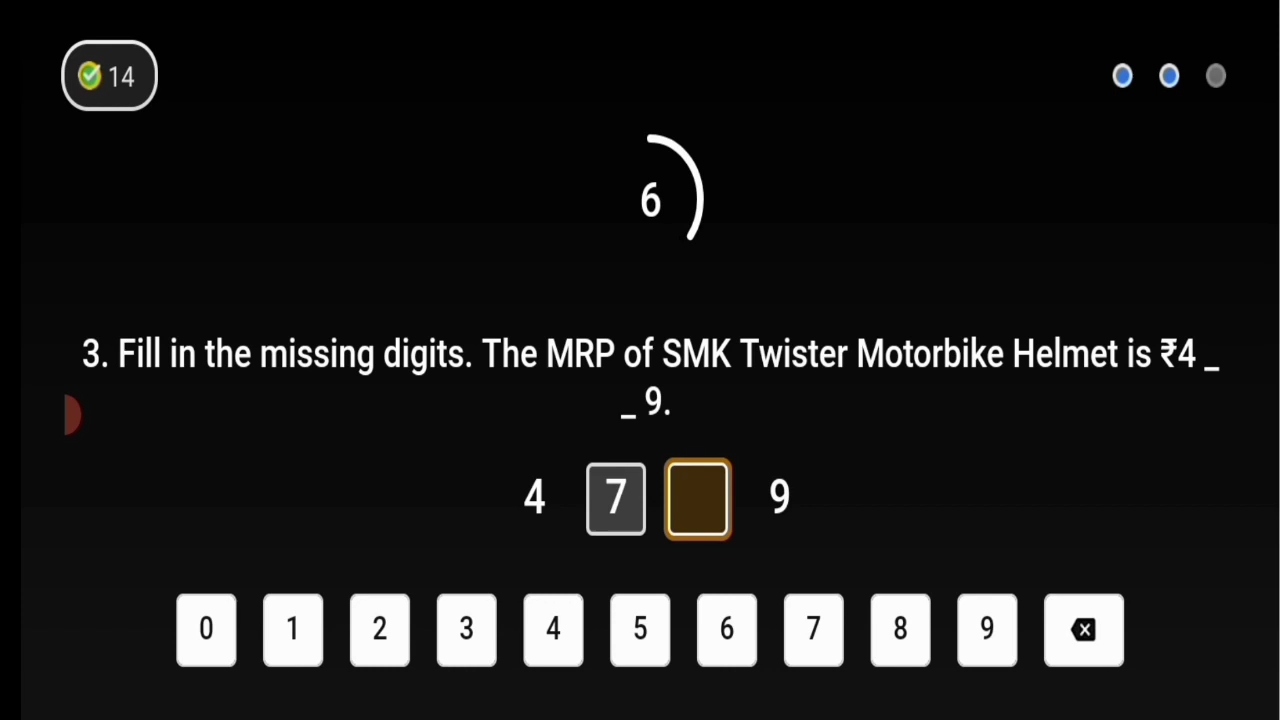 14
6
3. Fill in the missing digits. The MRP of SMK Twister Motorbike Helmet is ₹4 _
_ 9.
4 7 9
0 1 2 3 4 5 6 7 8 9